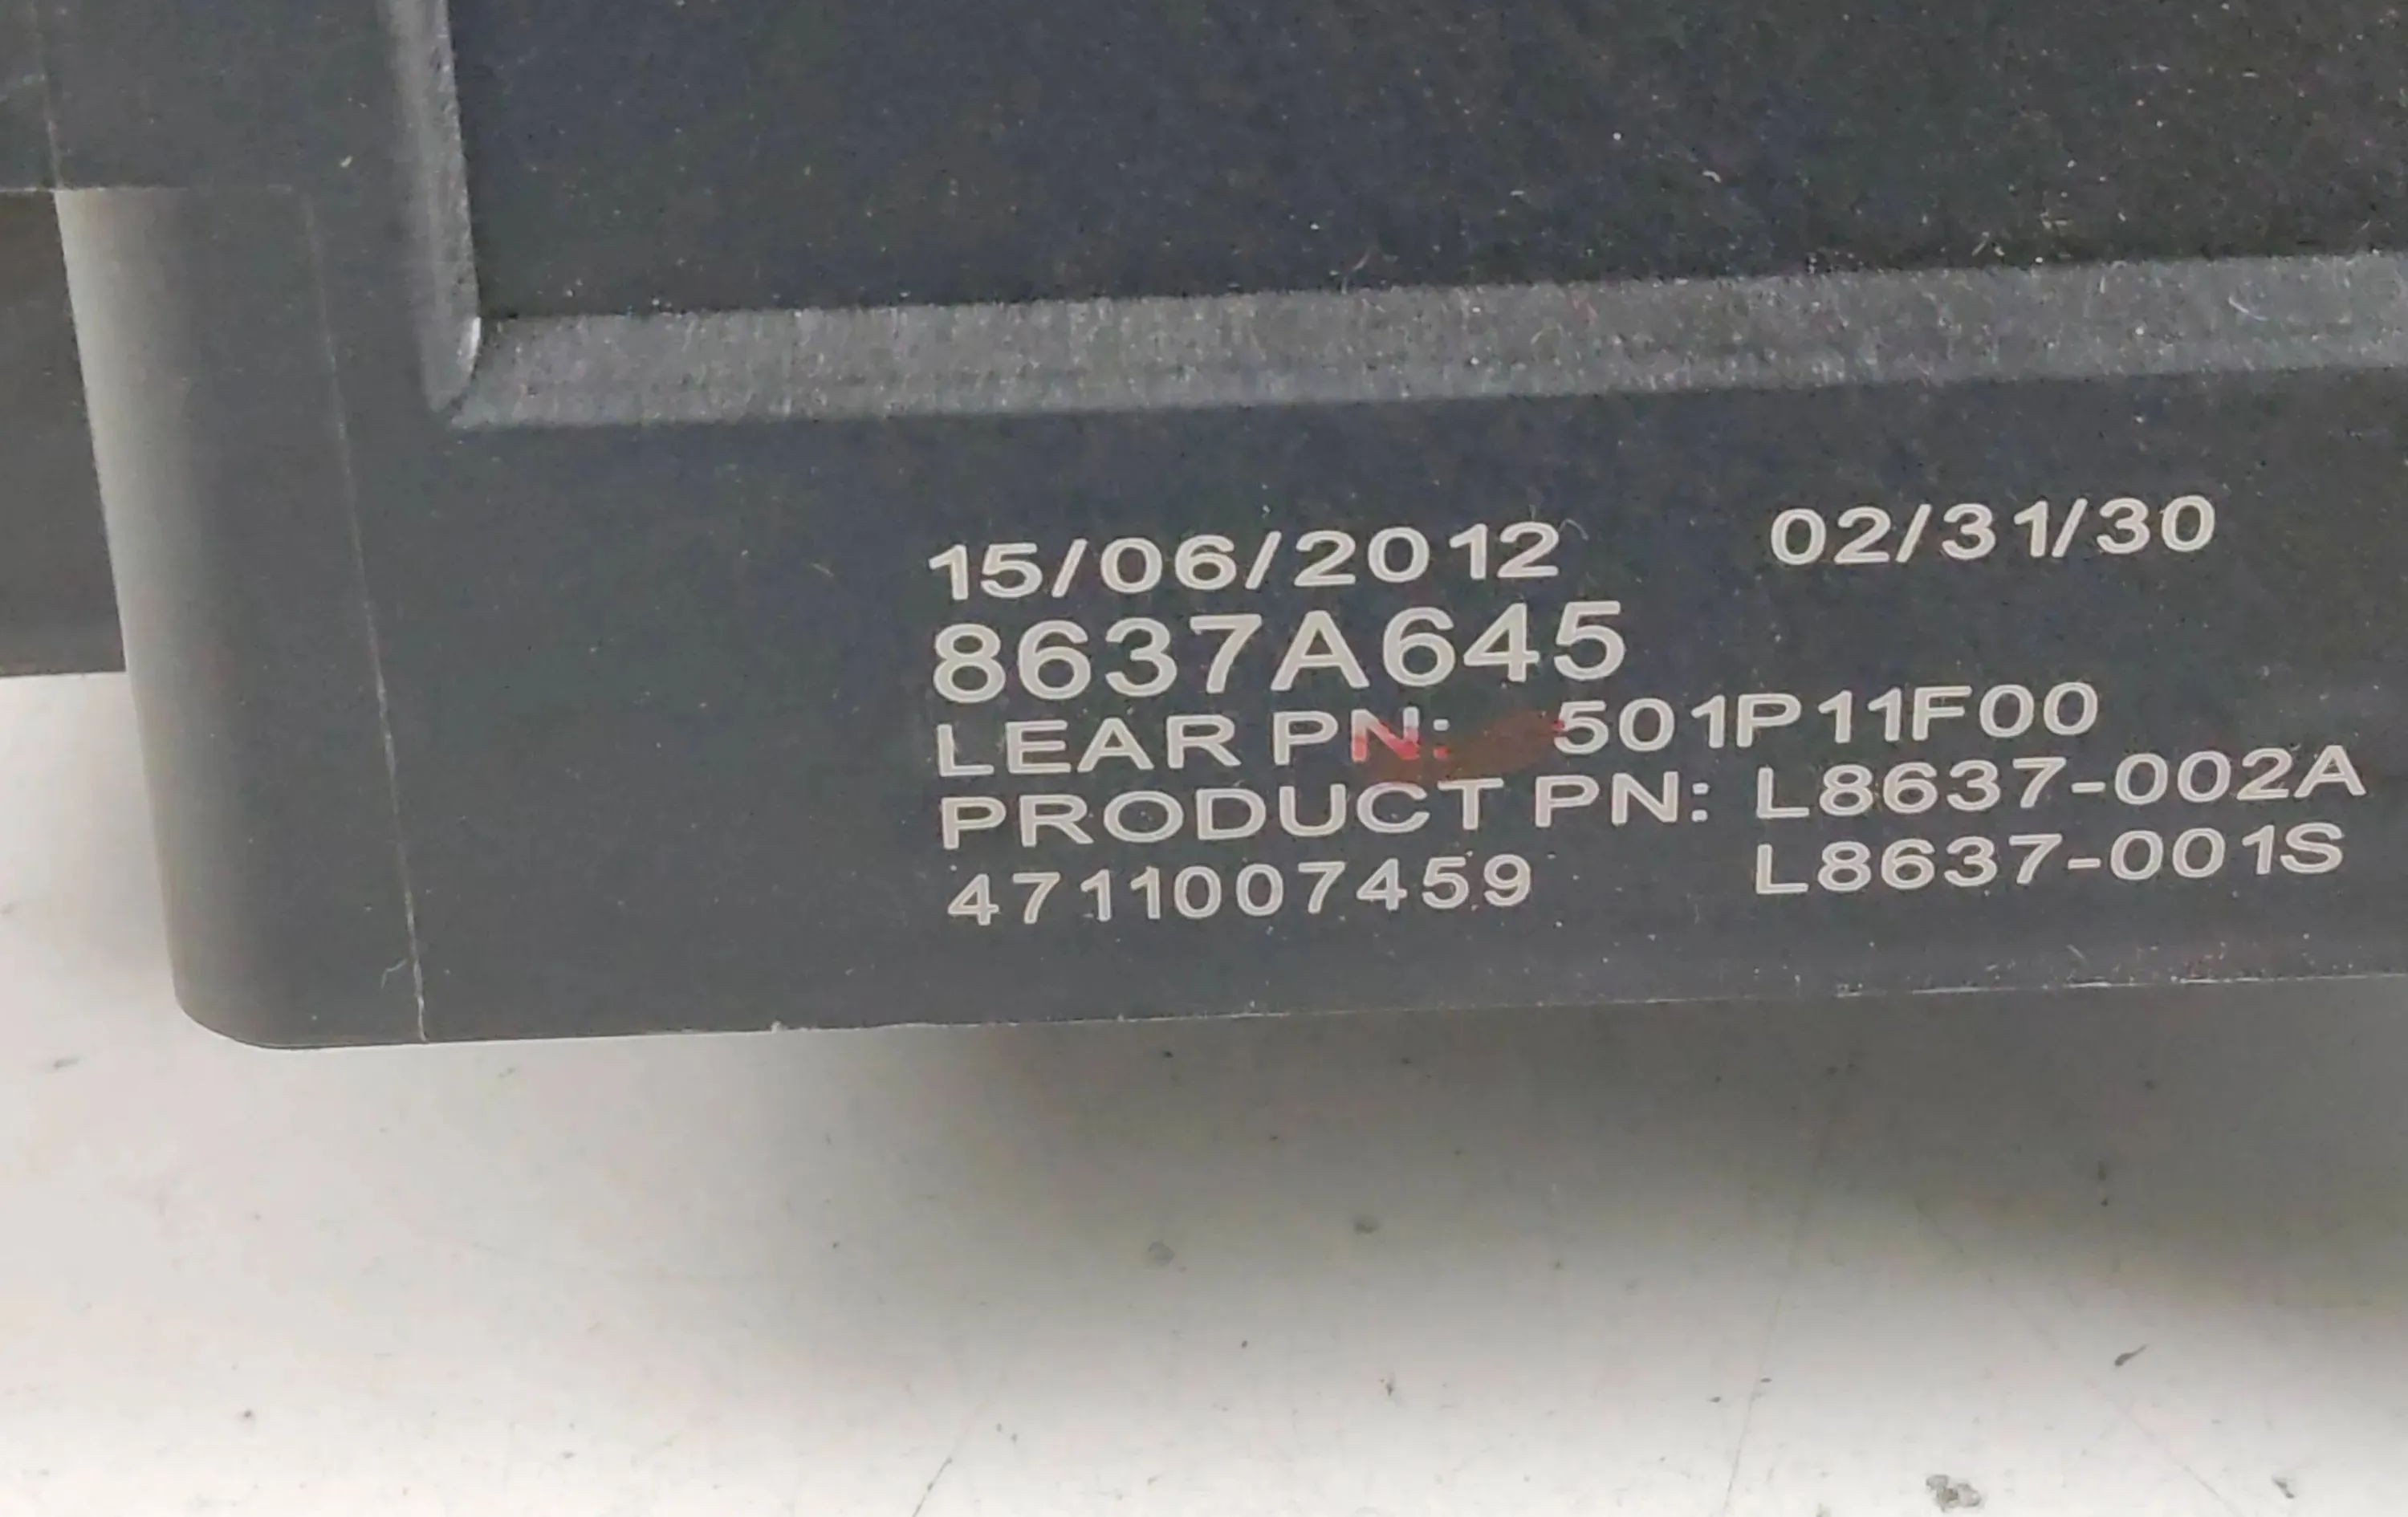 15/06/2012 02/31/30
8637A645
LEAR PN: 501P11F00
PRODUCT PN: L8637-002A
4711007459 L8637-001S